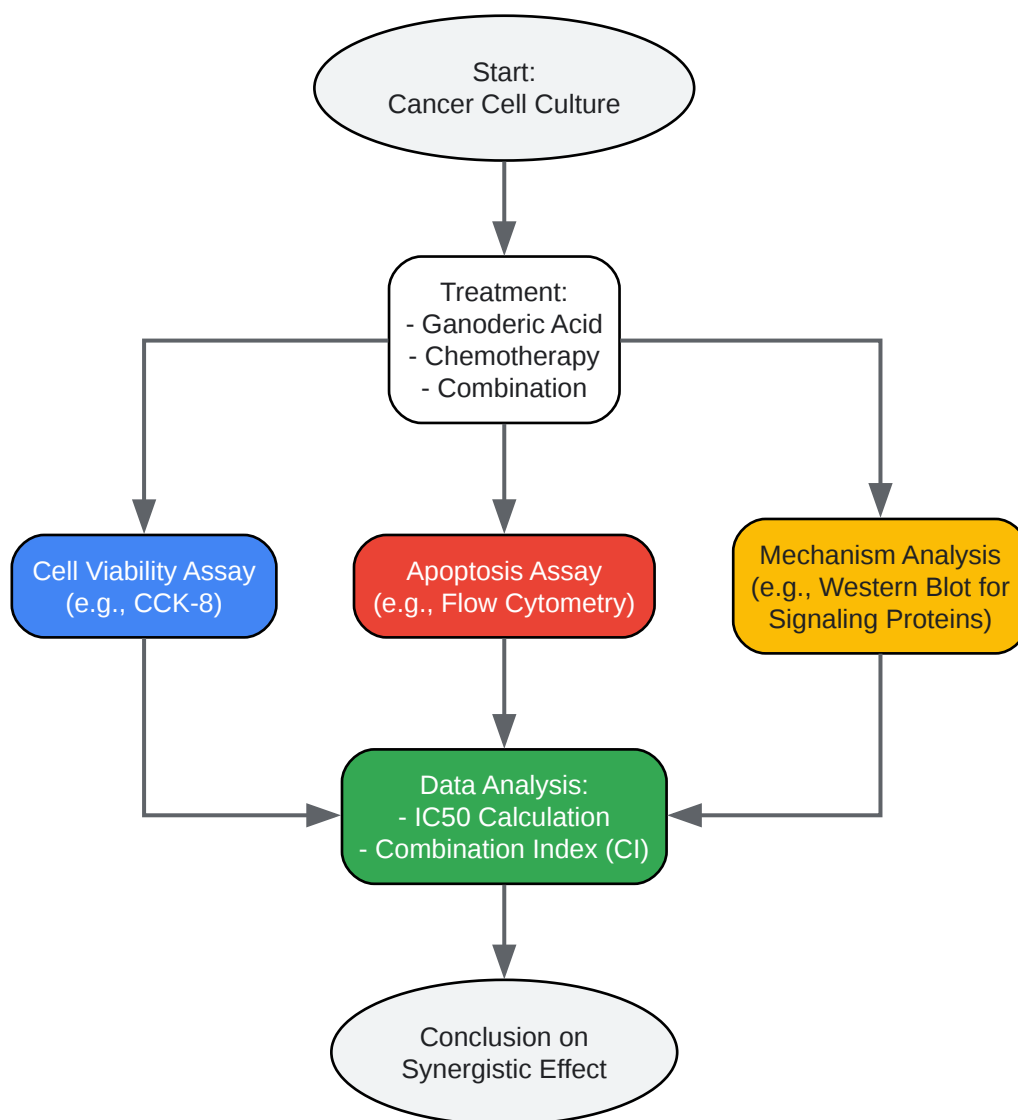 Start:
Cancer Cell Culture
Treatment:
- Ganoderic Acid
- Chemotherapy
- Combination
Cell Viability Assay
(e.g., CCK-8)
Apoptosis Assay
(e.g., Flow Cytometry)
Mechanism Analysis
(e.g., Western Blot for
Signaling Proteins)
Data Analysis:
- IC50 Calculation
- Combination Index (CI)
Conclusion on
Synergistic Effect